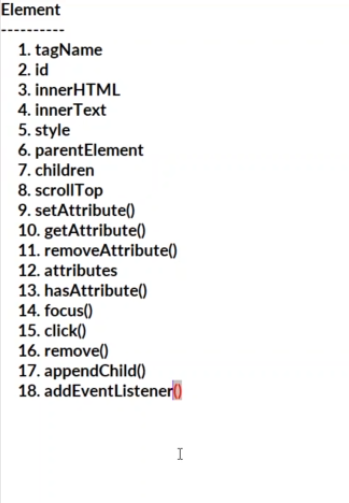 Element
----------
1. tagName
2. id
3. innerHTML
4. innerText
5. style
6. parentElement
7. children
8. scrollTop
9. setAttribute()
10. getAttribute()
11. removeAttribute()
12. attributes
13. hasAttribute()
14. focus()
15. click()
16. remove()
17. appendChild()
18. addEventListener()